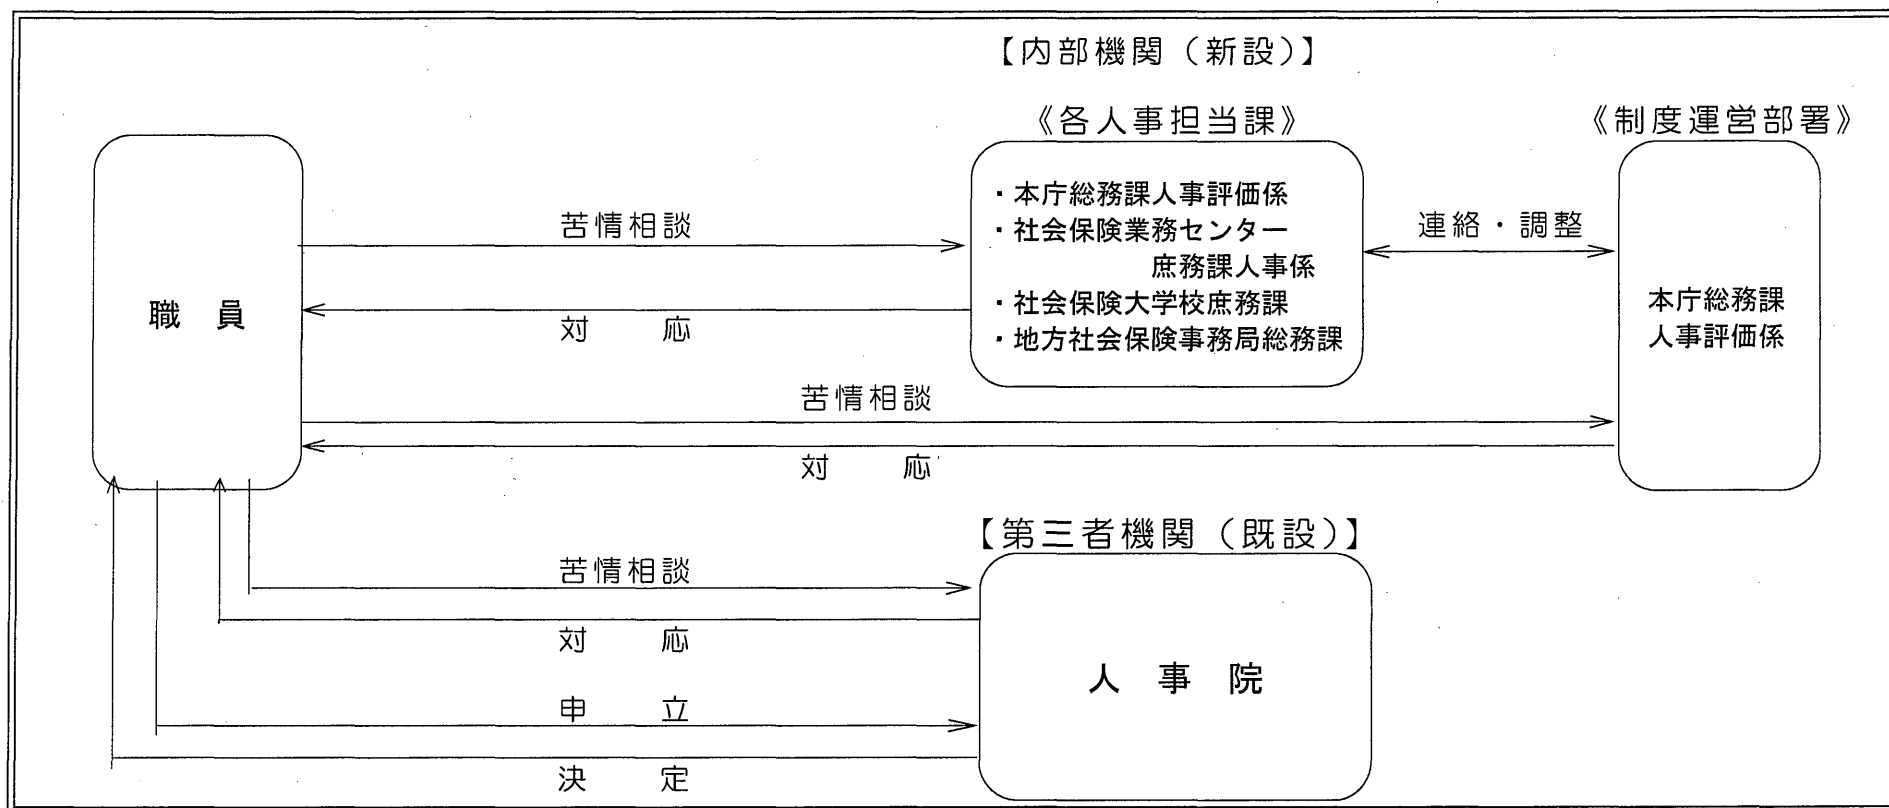 【内部機関（新設）】
《各人事担当課》
《制度運営部署》
職　員
苦情相談
対　　応
・本庁総務課人事評価係
・社会保険業務センター
庶務課人事係
・社会保険大学校庶務課
・地方社会保険事務局総務課
連絡・調整
本庁総務課
人事評価係
苦情相談
対　　応
【第三者機関（既設）】
苦情相談
対　　応
申　　立
決　　定
人　事　院